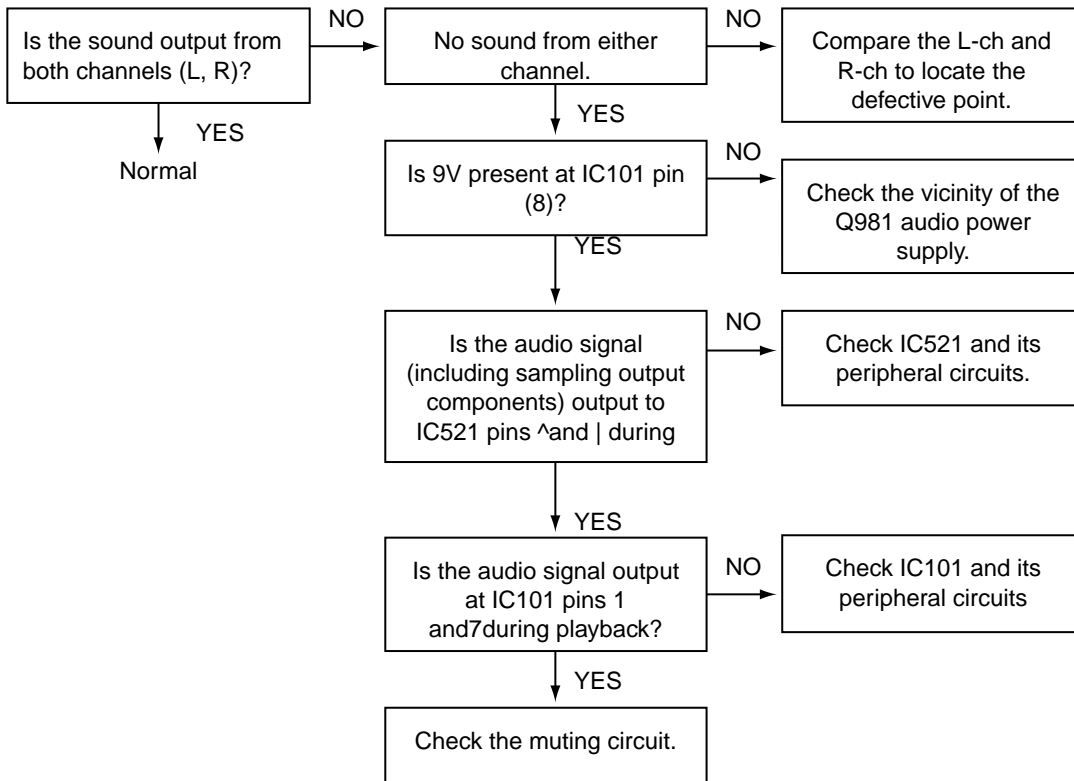 Is the sound output from
both channels (L, R)?
NO
No sound from either
channel.
NO
Compare the L-ch and
R-ch to locate the
defective point.
YES
Normal
YES
Is 9V present at IC101 pin
(8)?
NO
Check the vicinity of the
Q981 audio power
supply.
YES
Is the audio signal
(including sampling output
components) output to
IC521 pins ^and | during
NO
Check IC521 and its
peripheral circuits.
YES
Is the audio signal output
at IC101 pins 1
and7during playback?
NO
Check IC101 and its
peripheral circuits
YES
Check the muting circuit.